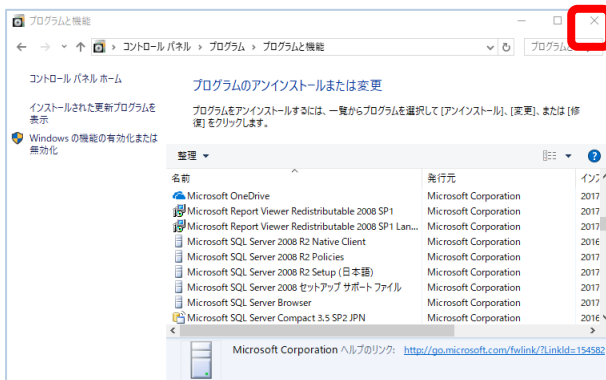 プログラムと機能
コントロール パネル › プログラム › プログラムと機能
プログラムと
コントロール パネル ホーム
インストールされた更新プログラムを
表示
Windows の機能の有効化または
無効化
プログラムのアンインストールまたは変更
プログラムをアンインストールするには、一覧からプログラムを選択して [アンインストール]、[変更]、または [修
復] をクリックします。
整理
名前 発行元 インス
Microsoft OneDrive Microsoft Corporation 2017
Microsoft Report Viewer Redistributable 2008 SP1 Microsoft Corporation 2017
Microsoft Report Viewer Redistributable 2008 SP1 Lan... Microsoft Corporation 2017
Microsoft SQL Server 2008 R2 Native Client Microsoft Corporation 2016
Microsoft SQL Server 2008 R2 Policies Microsoft Corporation 2017
Microsoft SQL Server 2008 R2 Setup (日本語) Microsoft Corporation 2017
Microsoft SQL Server 2008 セットアップ サポート ファイル Microsoft Corporation 2017
Microsoft SQL Server Browser Microsoft Corporation 2017
Microsoft SQL Server Compact 3.5 SP2 JPN Microsoft Corporation 2016
Microsoft Corporation ヘルプのリンク: http://go.microsoft.com/fwlink/?LinkId=154582